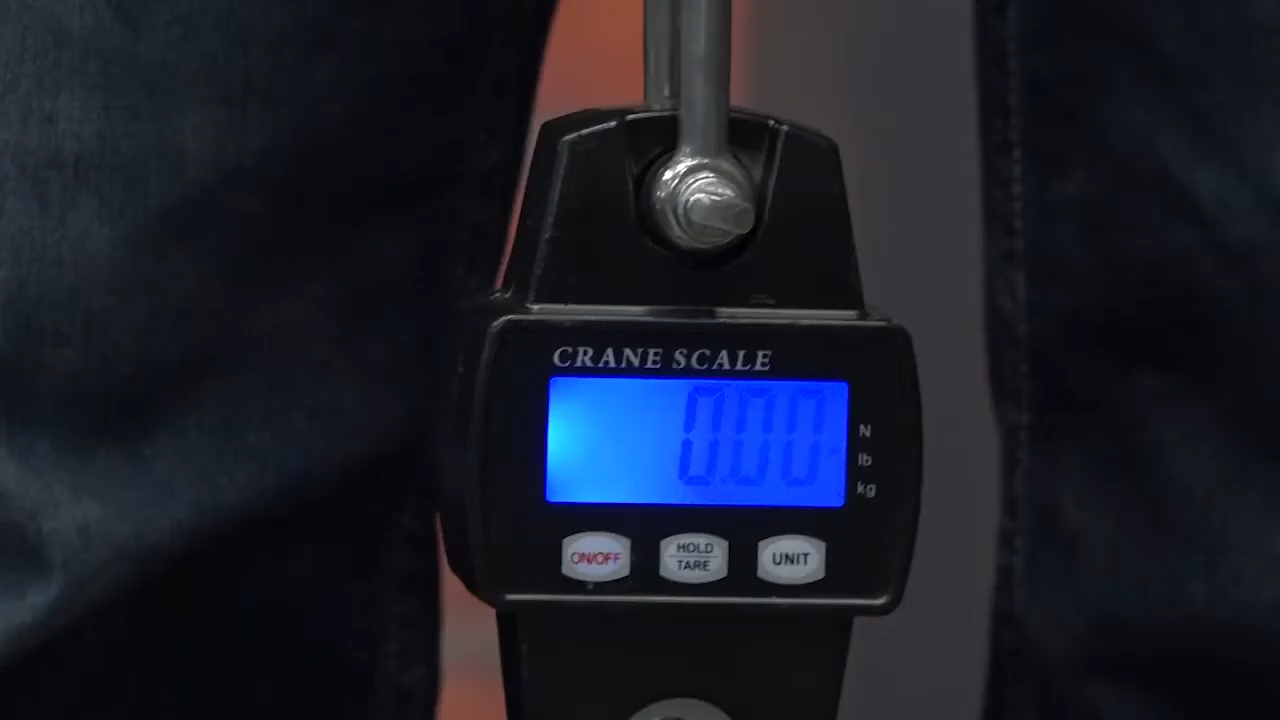 CRANE SCALE
0.00
N
lb
kg
ON/OFF
HOLD
TARE
UNIT